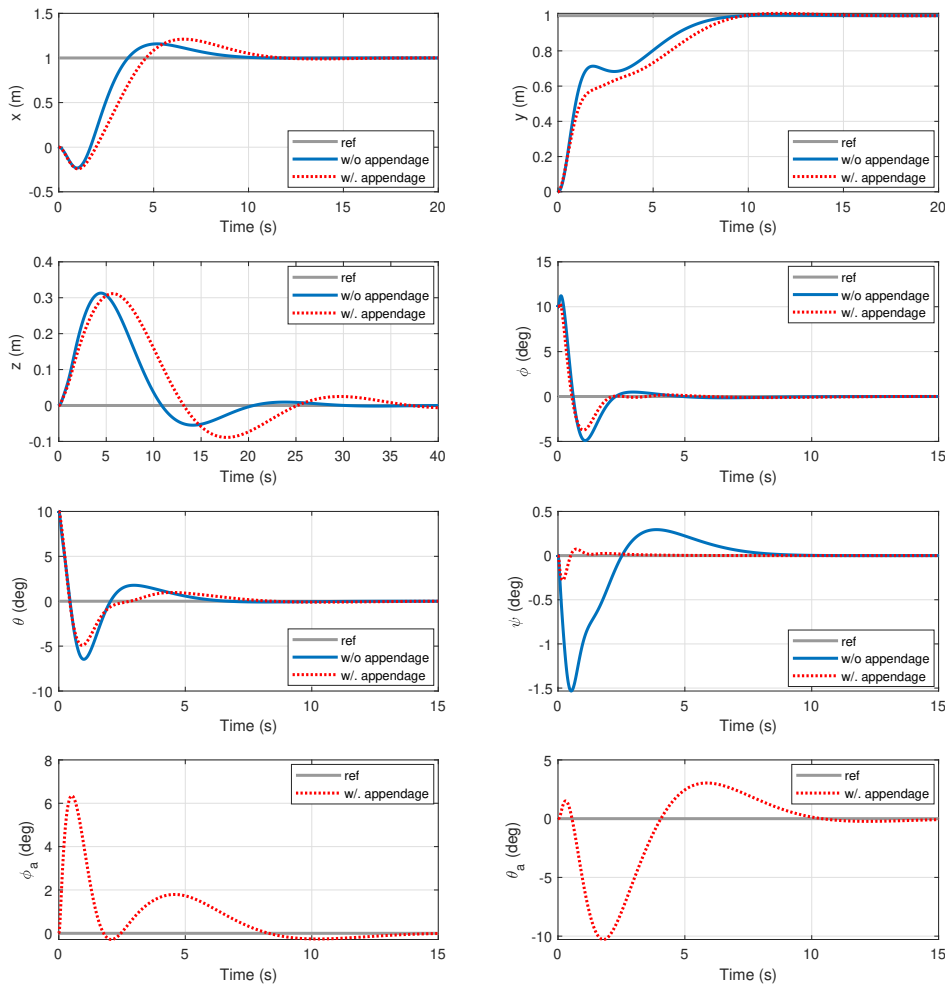 1.5
1
0.5
0
-0.5
x (m)
0 5 10 15 20
Time (s)
ref
w/o appendage
w/. appendage
1
0.8
0.6
0.4
0.2
0
y (m)
0 5 10 15 20
Time (s)
ref
w/o appendage
w/. appendage
0.4
0.3
0.2
0.1
0
-0.1
z (m)
0 5 10 15 20 25 30 35 40
Time (s)
ref
w/o appendage
w/. appendage
15
10
5
0
-5
ϕ (deg)
0 5 10 15
Time (s)
ref
w/o appendage
w/. appendage
10
5
0
-5
-10
θ (deg)
0 5 10 15
Time (s)
ref
w/o appendage
w/. appendage
0.5
0
-0.5
-1
-1.5
ψ (deg)
0 5 10 15
Time (s)
ref
w/o appendage
w/. appendage
8
6
4
2
0
ϕa (deg)
0 5 10 15
Time (s)
ref
w/. appendage
5
0
-5
-10
θa (deg)
0 5 10 15
Time (s)
ref
w/. appendage